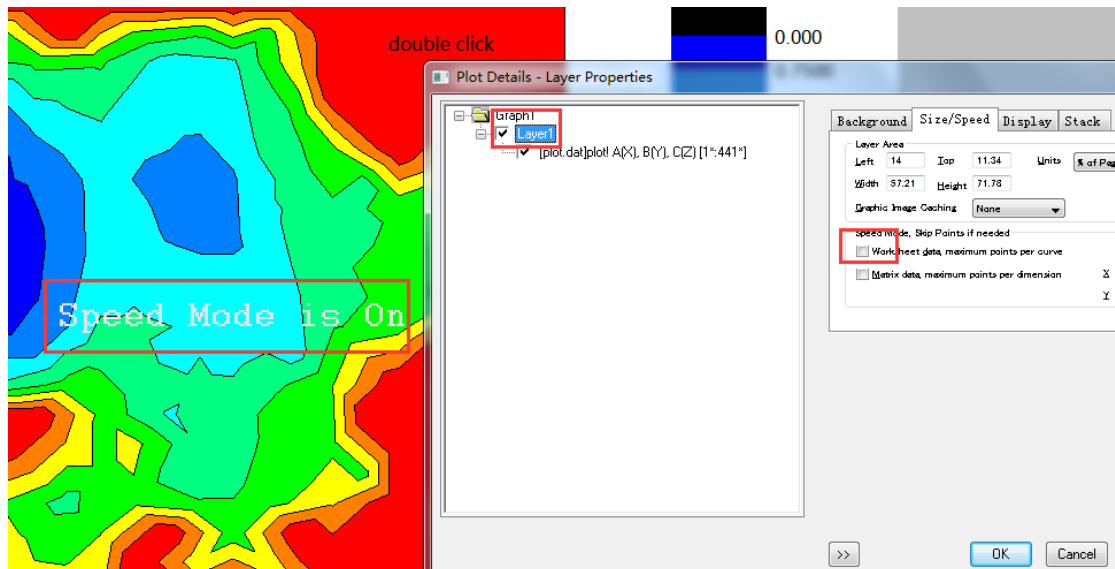 double click
0.000
Plot Details - Layer Properties
Graph1
Layer1
[plot.dat]plot! A(X), B(Y), C(Z) [1*:441*]
Background Size/Speed Display Stack
Layer Area
Left 14 Top 11.34 Units % of Pag
Width 57.21 Height 71.78
Graphic Image Caching None
Speed Mode, Skip Points if needed
Worksheet data, maximum points per curve
Matrix data, maximum points per dimension X
Y
Speed Mode is On
>> OK Cancel